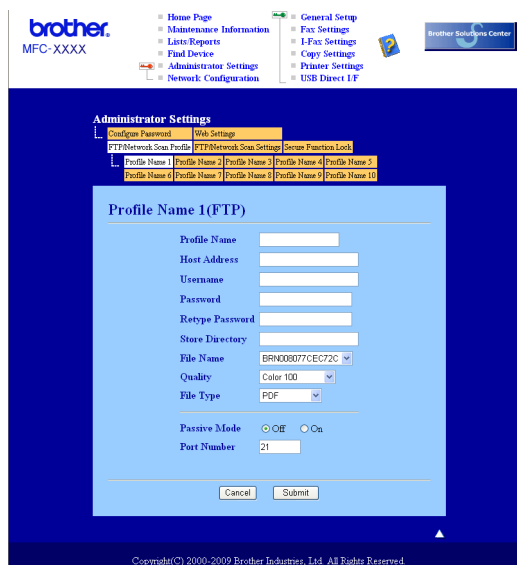 brother.
MFC-XXXX
Home Page
Maintenance Information
Lists/Reports
Find Device
Administrator Settings
Network Configuration
General Setup
Fax Settings
I-Fax Settings
Copy Settings
Printer Settings
USB Direct I/F
Brother Solutions Center
Administrator Settings
Configure Password Web Settings
FTP/Network Scan Profile FTP/Network Scan Settings Secure Function Lock
Profile Name 1 Profile Name 2 Profile Name 3 Profile Name 4 Profile Name 5
Profile Name 6 Profile Name 7 Profile Name 8 Profile Name 9 Profile Name 10
Profile Name 1(FTP)
Profile Name
Host Address
Username
Password
Retype Password
Store Directory
File Name BRN008077CEC72C
Quality Color 100
File Type PDF
Passive Mode Off On
Port Number 21
Cancel Submit
Copyright(C) 2000-2009 Brother Industries, Ltd. All Rights Reserved.